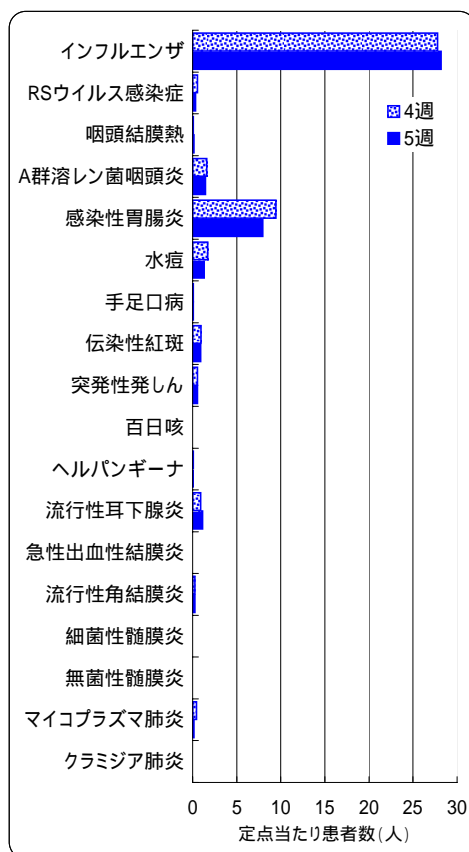 インフルエンザ
RSウイルス感染症
咽頭結膜熱
A群溶レン菌咽頭炎
感染性胃腸炎
水痘
手足口病
伝染性紅斑
突発性発しん
百日咳
ヘルパンギーナ
流行性耳下腺炎
急性出血性結膜炎
流行性角結膜炎
細菌性髄膜炎
無菌性髄膜炎
マイコプラズマ肺炎
クラミジア肺炎
4週
5週
0 5 10 15 20 25 30
定点当たり患者数(人)